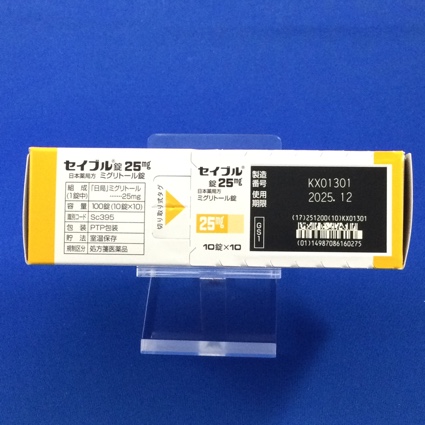 セイブル®錠25mg
日本薬局方 ミグリトール錠
組成(1錠中) 「日局」ミグリトール……25mg
容量 100錠(10錠×10)
識別コード Sc395
包装 PTP包装
貯法 室温保存
規制区分 処方箋医薬品
切り取り式タグ
セイブル®
錠25mg
日本薬局方
ミグリトール錠
25mg
10錠×10
製造番号 KX01301
使用期限 2025.12
GS1
(17)251200(10)KX01301
(01)14987086160275